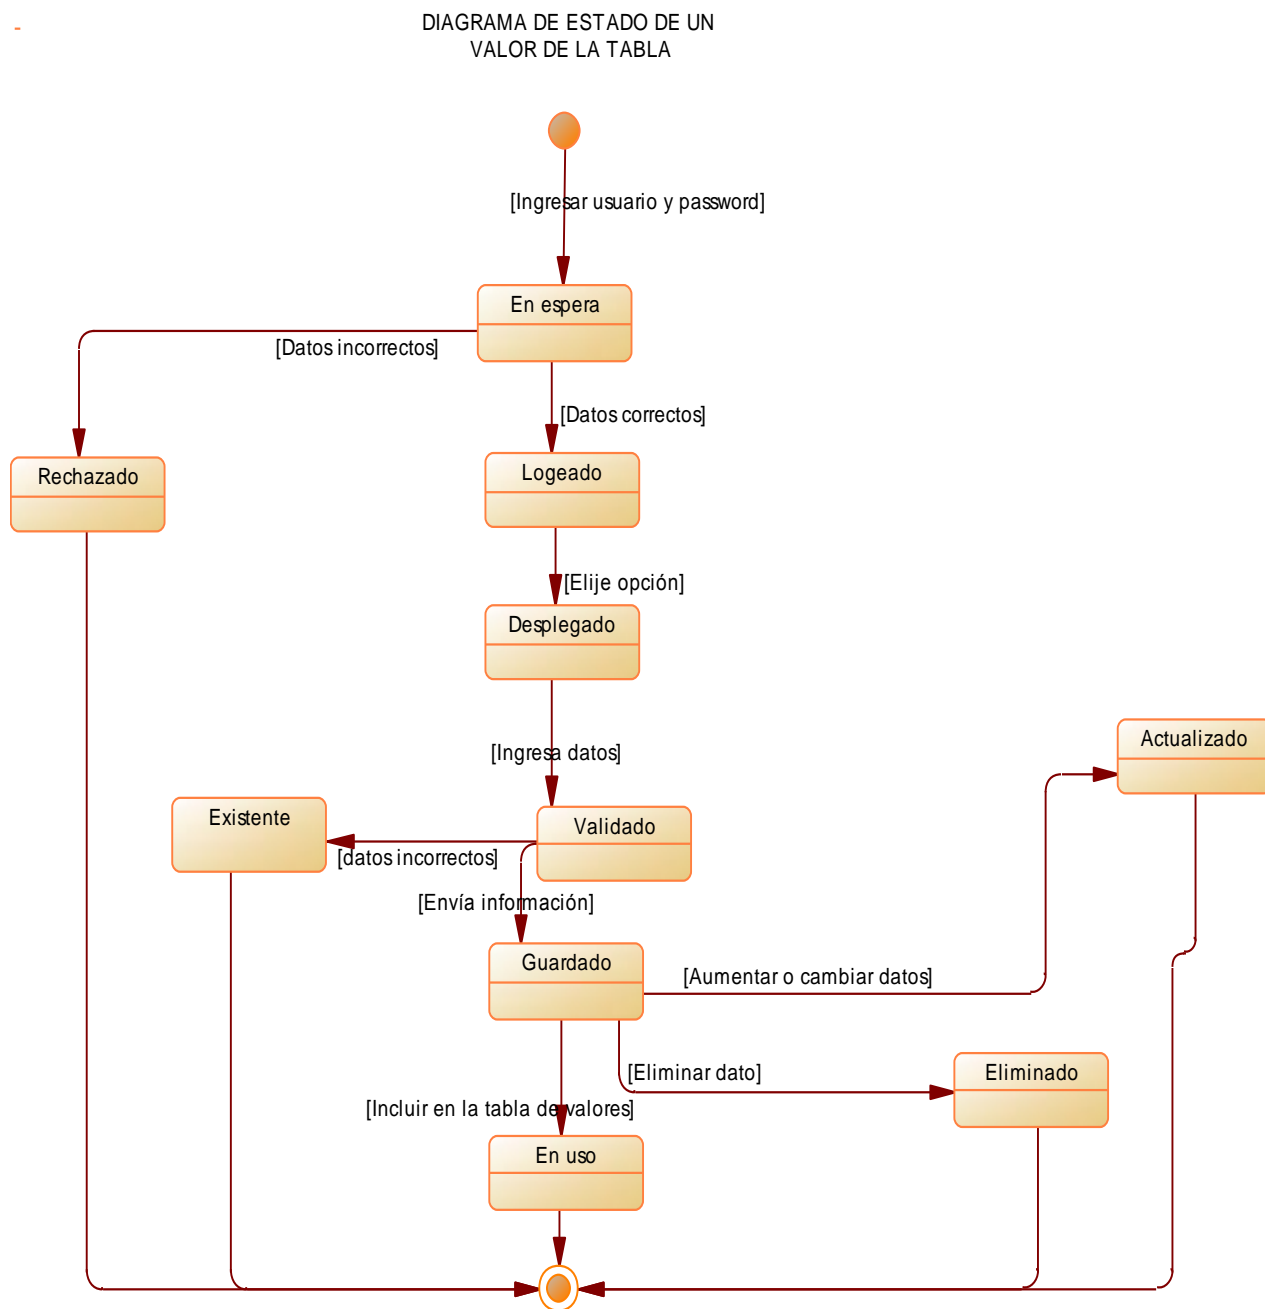 DIAGRAMA DE ESTADO DE UN
VALOR DE LA TABLA
[Ingresar usuario y password]
En espera
[Datos incorrectos]
[Datos correctos]
Rechazado
Logeado
[Elije opción]
Desplegado
[Ingresa datos]
Actualizado
Existente
Validado
[datos incorrectos]
[Envía información]
Guardado
[Aumentar o cambiar datos]
[Eliminar dato]
Eliminado
[Incluir en la tabla de valores]
En uso